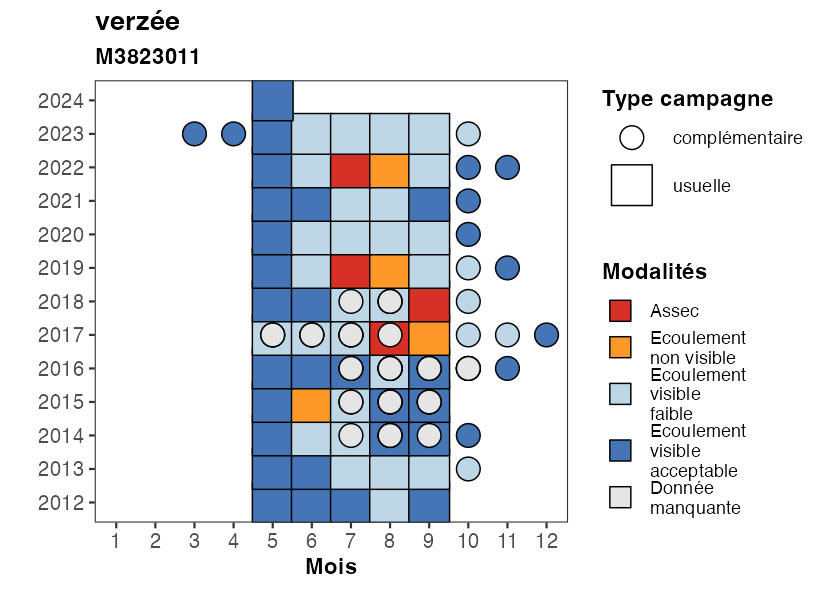 verzée
M3823011
2024
2023
2022
2021
2020
2019
2018
2017
2016
2015
2014
2013
2012
1 2 3 4 5 6 7 8 9 10 11 12
Mois
Type campagne
complémentaire
usuelle
Modalités
Assec
Ecoulement
non visible
Ecoulement
visible
faible
Ecoulement
visible
acceptable
Donnée
manquante